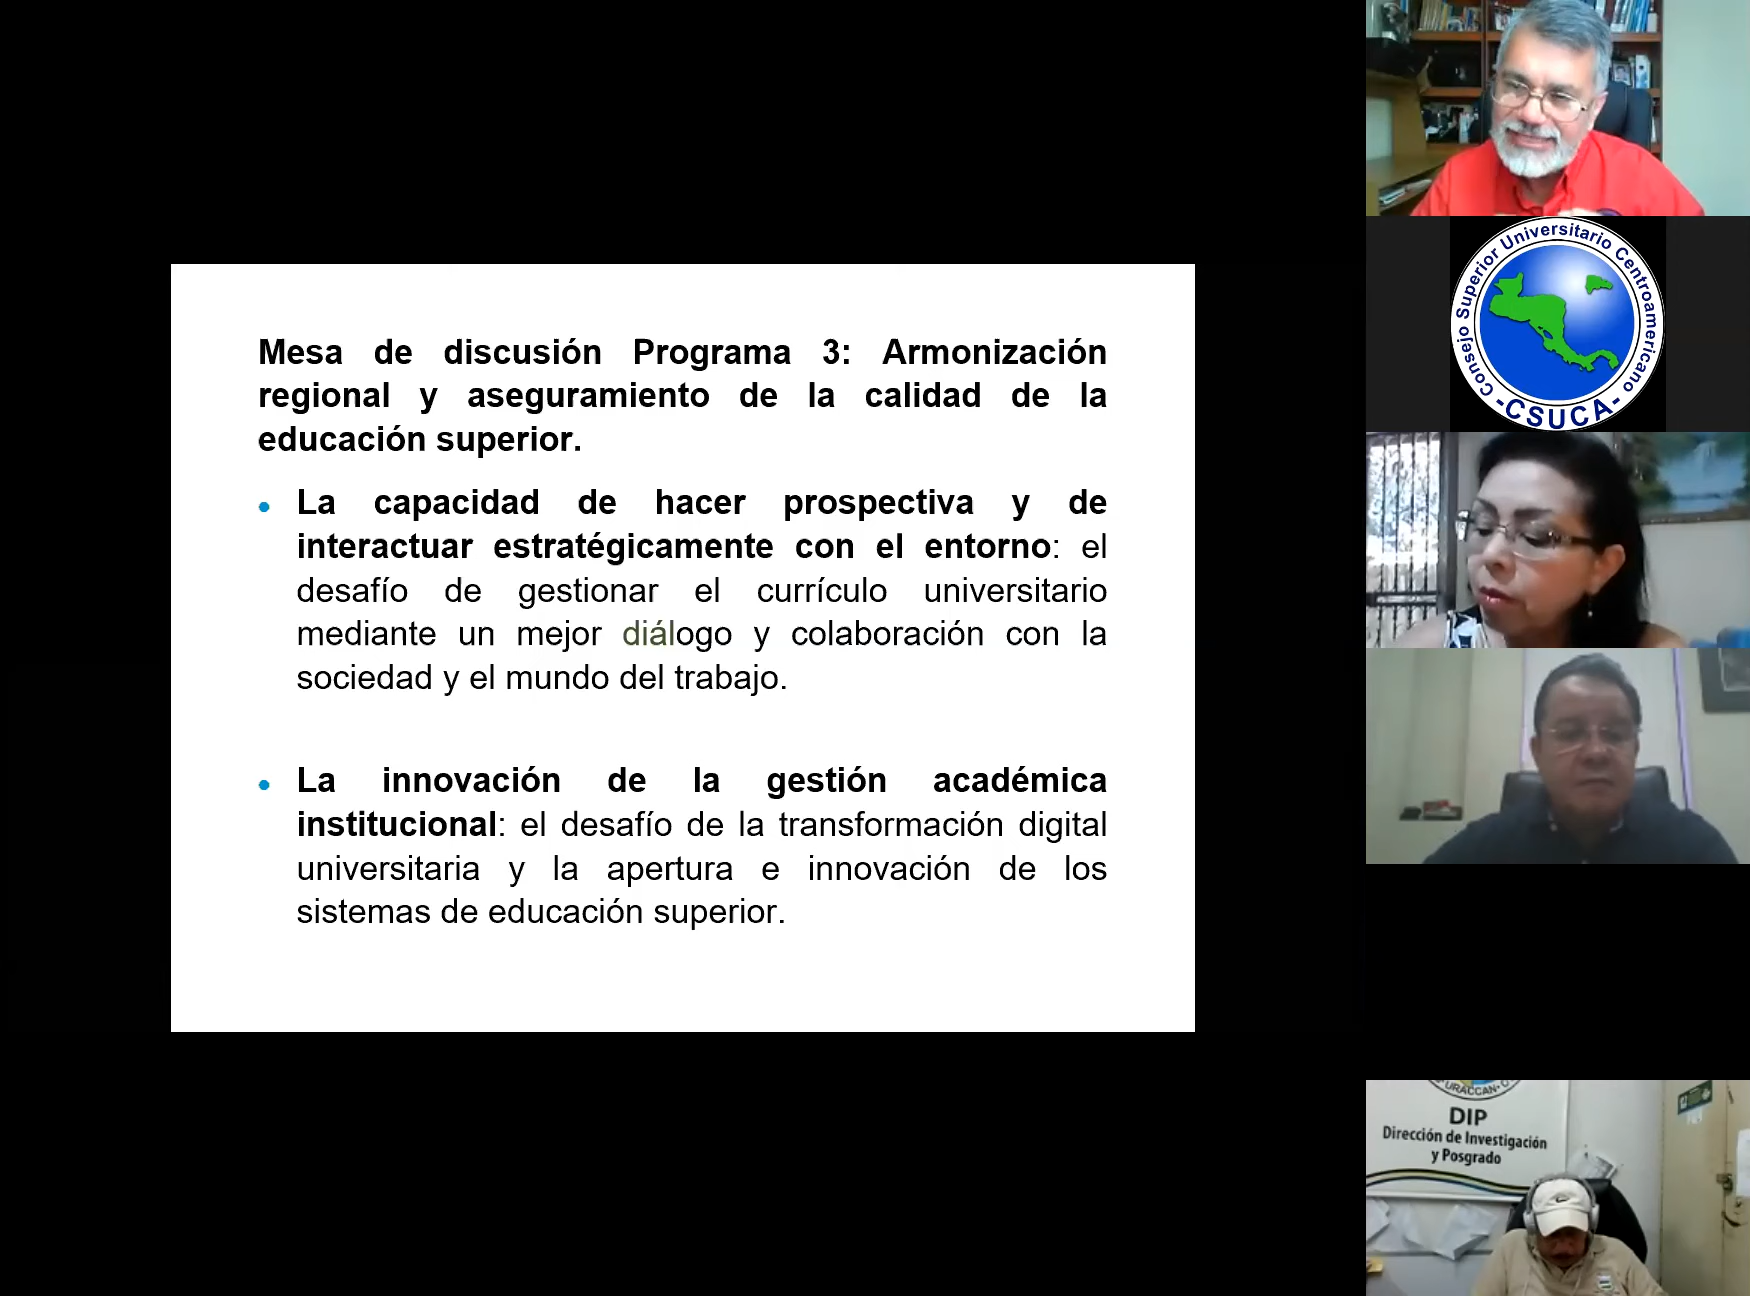 Mesa de discusión Programa 3: Armonización
regional y aseguramiento de la calidad de la
educación superior.
• La capacidad de hacer prospectiva y de
interactuar estratégicamente con el entorno: el
desafío de gestionar el currículo universitario
mediante un mejor diálogo y colaboración con la
sociedad y el mundo del trabajo.
• La innovación de la gestión académica
institucional: el desafío de la transformación digital
universitaria y la apertura e innovación de los
sistemas de educación superior.
Consejo Superior Universitario Centroamericano
-CSUCA-
URACCAN
DIP
Dirección de Investigación
y Posgrado